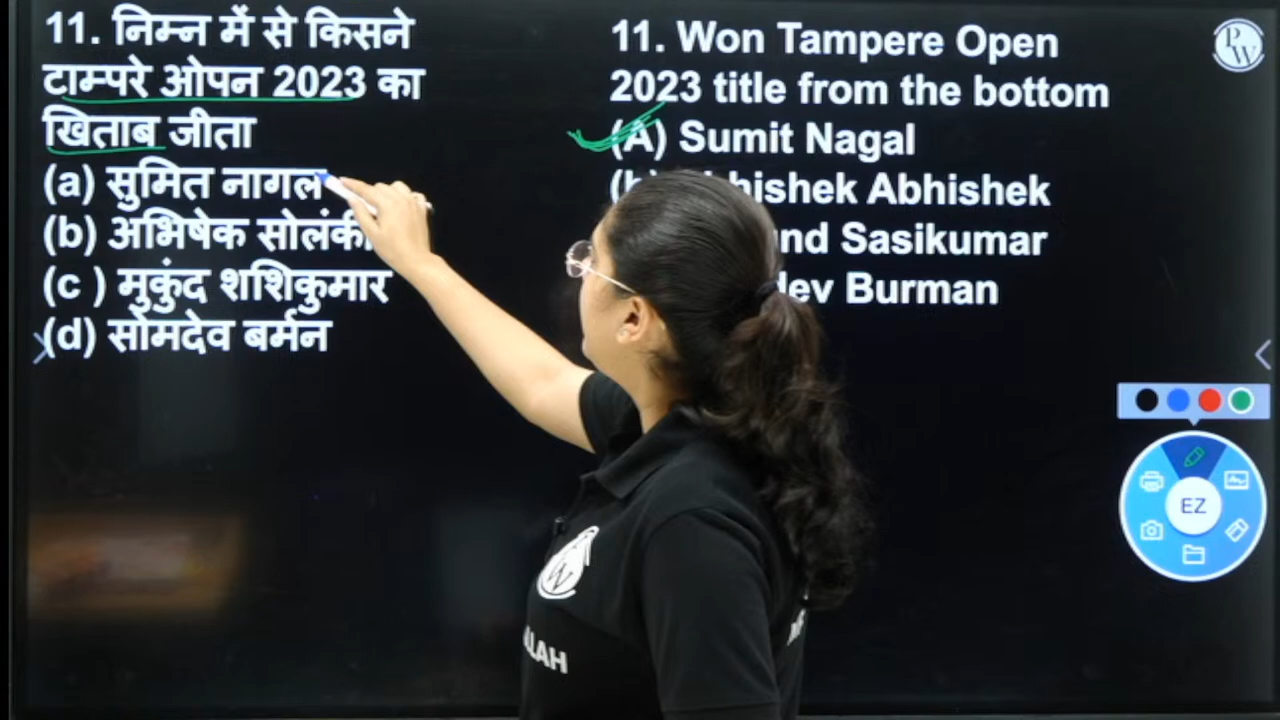 11. निम्न में से किसने
टाम्परे ओपन 2023 का
खिताब जीता
(a) सुमित नागल
(b) अभिषेक सोलंकी
(c ) मुकुंद शशिकुमार
(d) सोमदेव बर्मन
11. Won Tampere Open
2023 title from the bottom
(A) Sumit Nagal
Abhishek
Sasikumar
Burman
PW
EZ
W